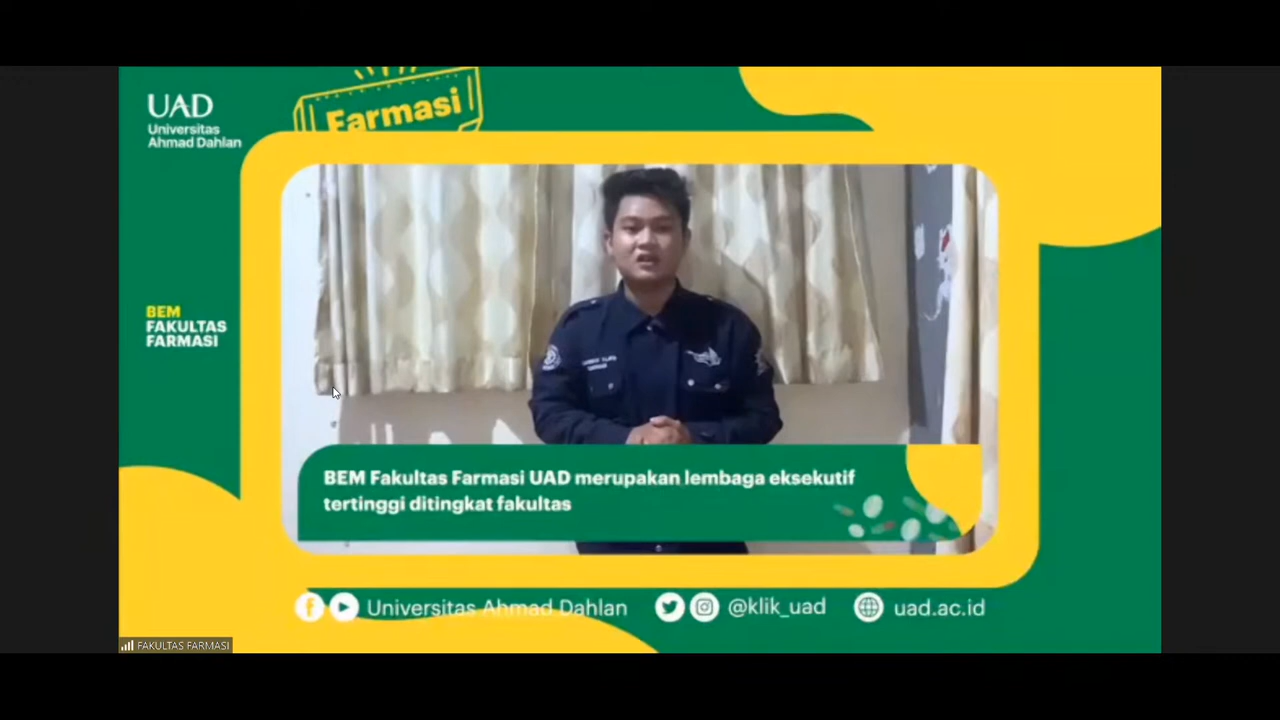 UAD
Universitas
Ahmad Dahlan
Farmasi
BEM
FAKULTAS
FARMASI
BEM Fakultas Farmasi UAD merupakan lembaga eksekutif
tertinggi ditingkat fakultas
Universitas Ahmad Dahlan
@klik_uad
uad.ac.id
FAKULTAS FARMASI